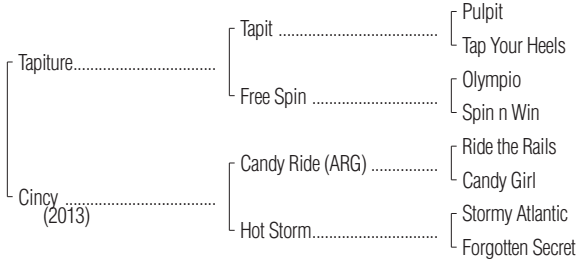 Pulpit
Tapit ................................................
Tap Your Heels
Tapiture...........................................
Olympio
Free Spin ......................................
Spin n Win
Ride the Rails
Candy Ride (ARG) ....................
Candy Girl
Cincy .............................................
(2013)
Stormy Atlantic
Hot Storm......................................
Forgotten Secret